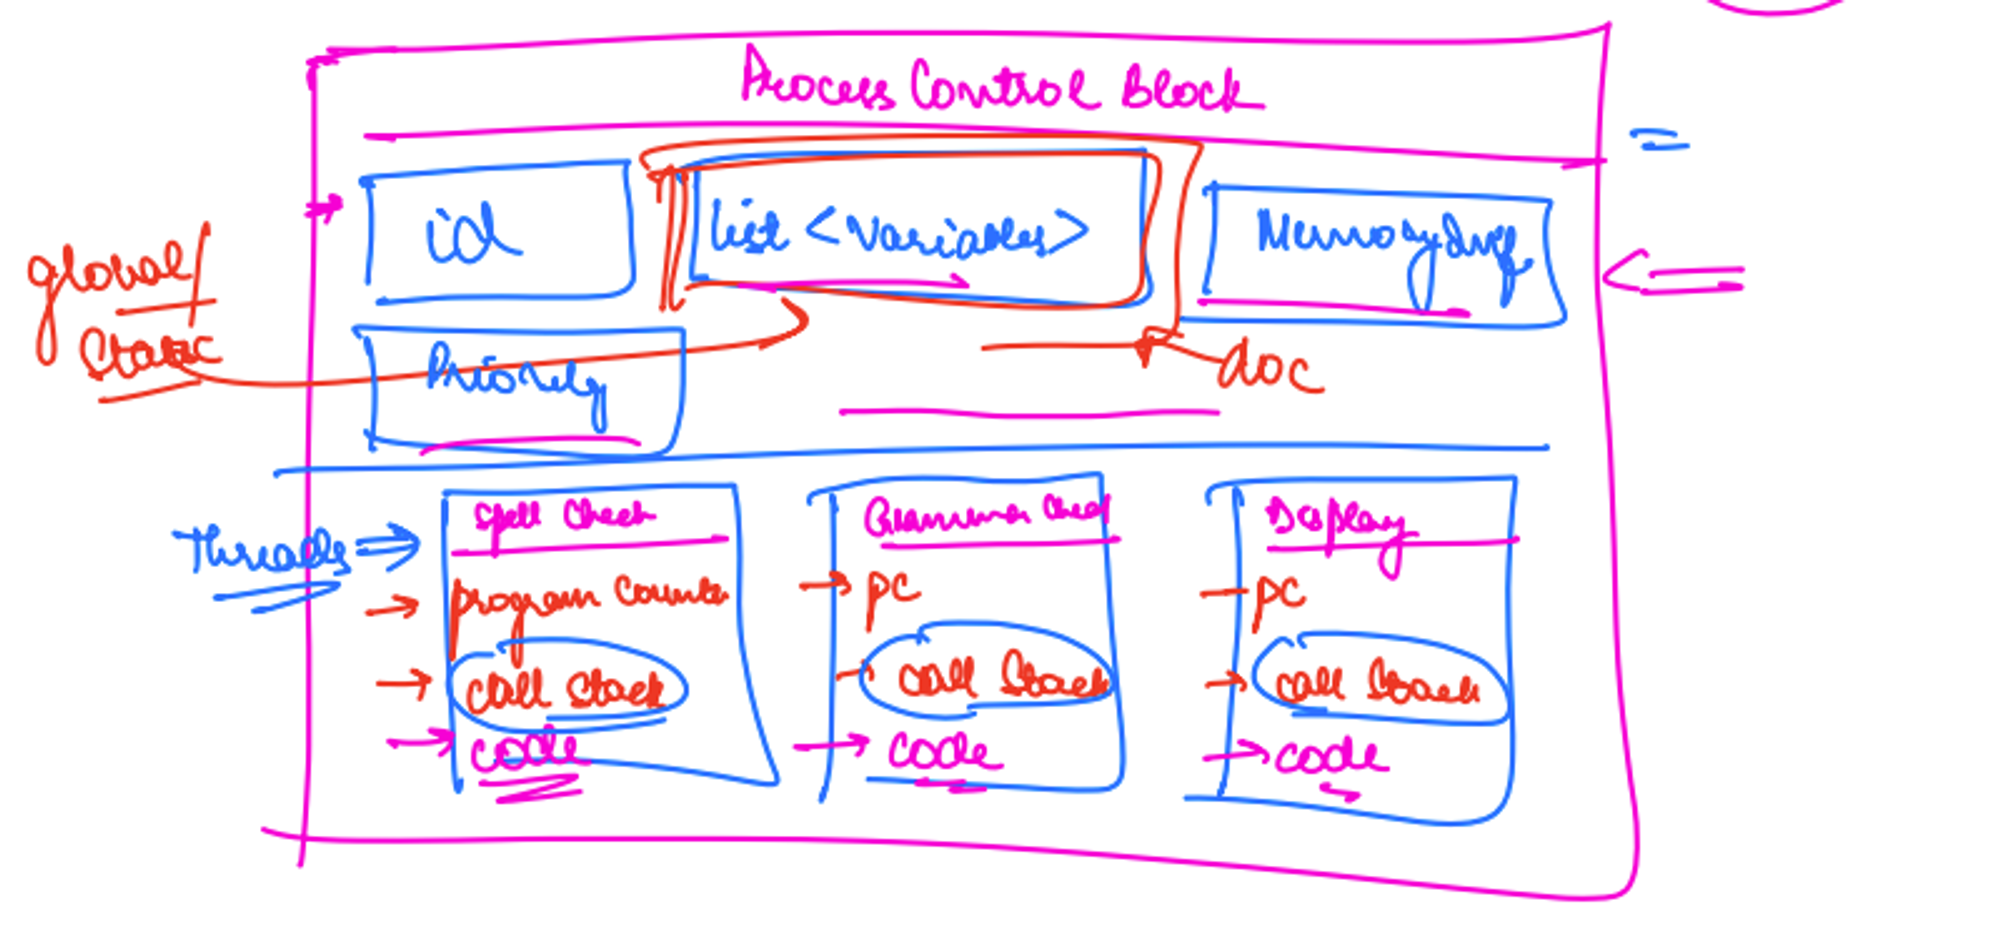 Process Control Block
id
List <Variables>
Memory Inf
global/
Static
Priority
doc
Threads
Spell Check
program Counter
call Stack
code
Grammar Check
PC
call Stack
code
Display
PC
call Stack
code